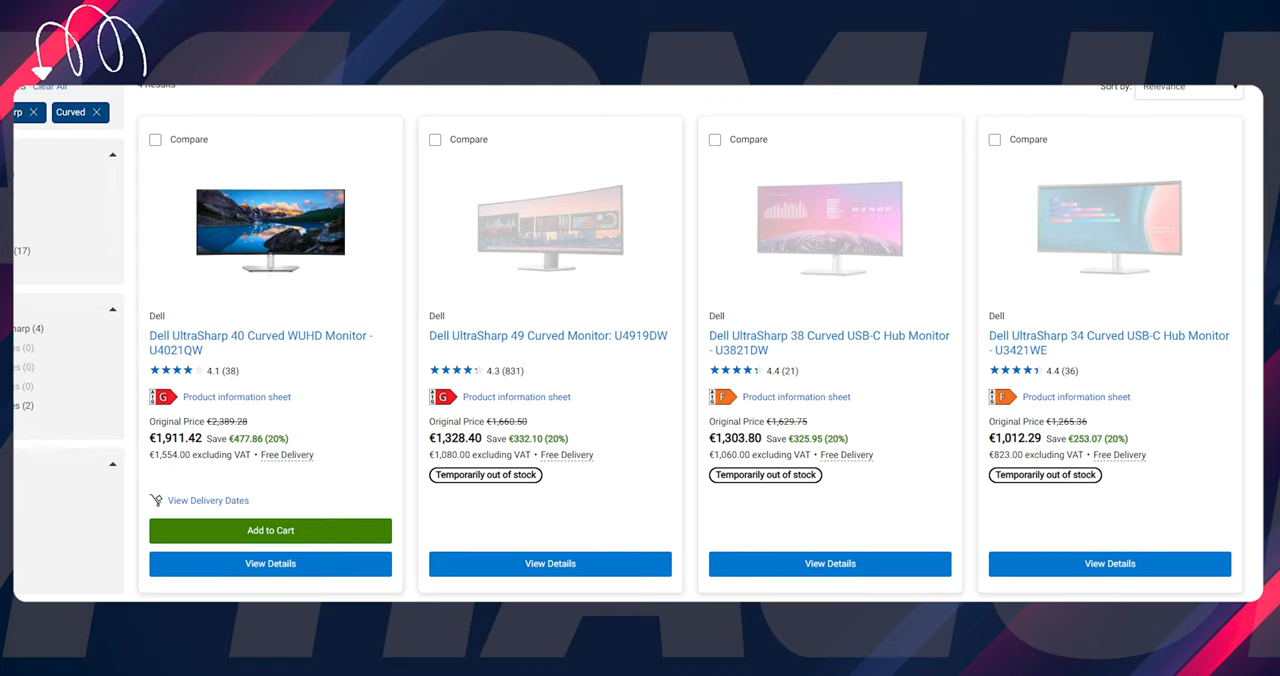 Clear All
4 Results
Sort by:
Relevance
rp
Curved
(17)
arp (4)
es (0)
es (0)
es (0)
es (2)
Compare
Dell
Dell UltraSharp 40 Curved WUHD Monitor -
U4021QW
4.1 (38)
G
Product information sheet
Original Price €2,389.28
€1,911.42 Save €477.86 (20%)
€1,554.00 excluding VAT • Free Delivery
View Delivery Dates
Add to Cart
View Details
Compare
Dell
Dell UltraSharp 49 Curved Monitor: U4919DW
4.3 (831)
G
Product information sheet
Original Price €1,660.50
€1,328.40 Save €332.10 (20%)
€1,080.00 excluding VAT • Free Delivery
Temporarily out of stock
View Details
Compare
Dell
Dell UltraSharp 38 Curved USB-C Hub Monitor
- U3821DW
4.4 (21)
F
Product information sheet
Original Price €1,629.75
€1,303.80 Save €325.95 (20%)
€1,060.00 excluding VAT • Free Delivery
Temporarily out of stock
View Details
Compare
Dell
Dell UltraSharp 34 Curved USB-C Hub Monitor
- U3421WE
4.4 (36)
F
Product information sheet
Original Price €1,265.36
€1,012.29 Save €253.07 (20%)
€823.00 excluding VAT • Free Delivery
Temporarily out of stock
View Details